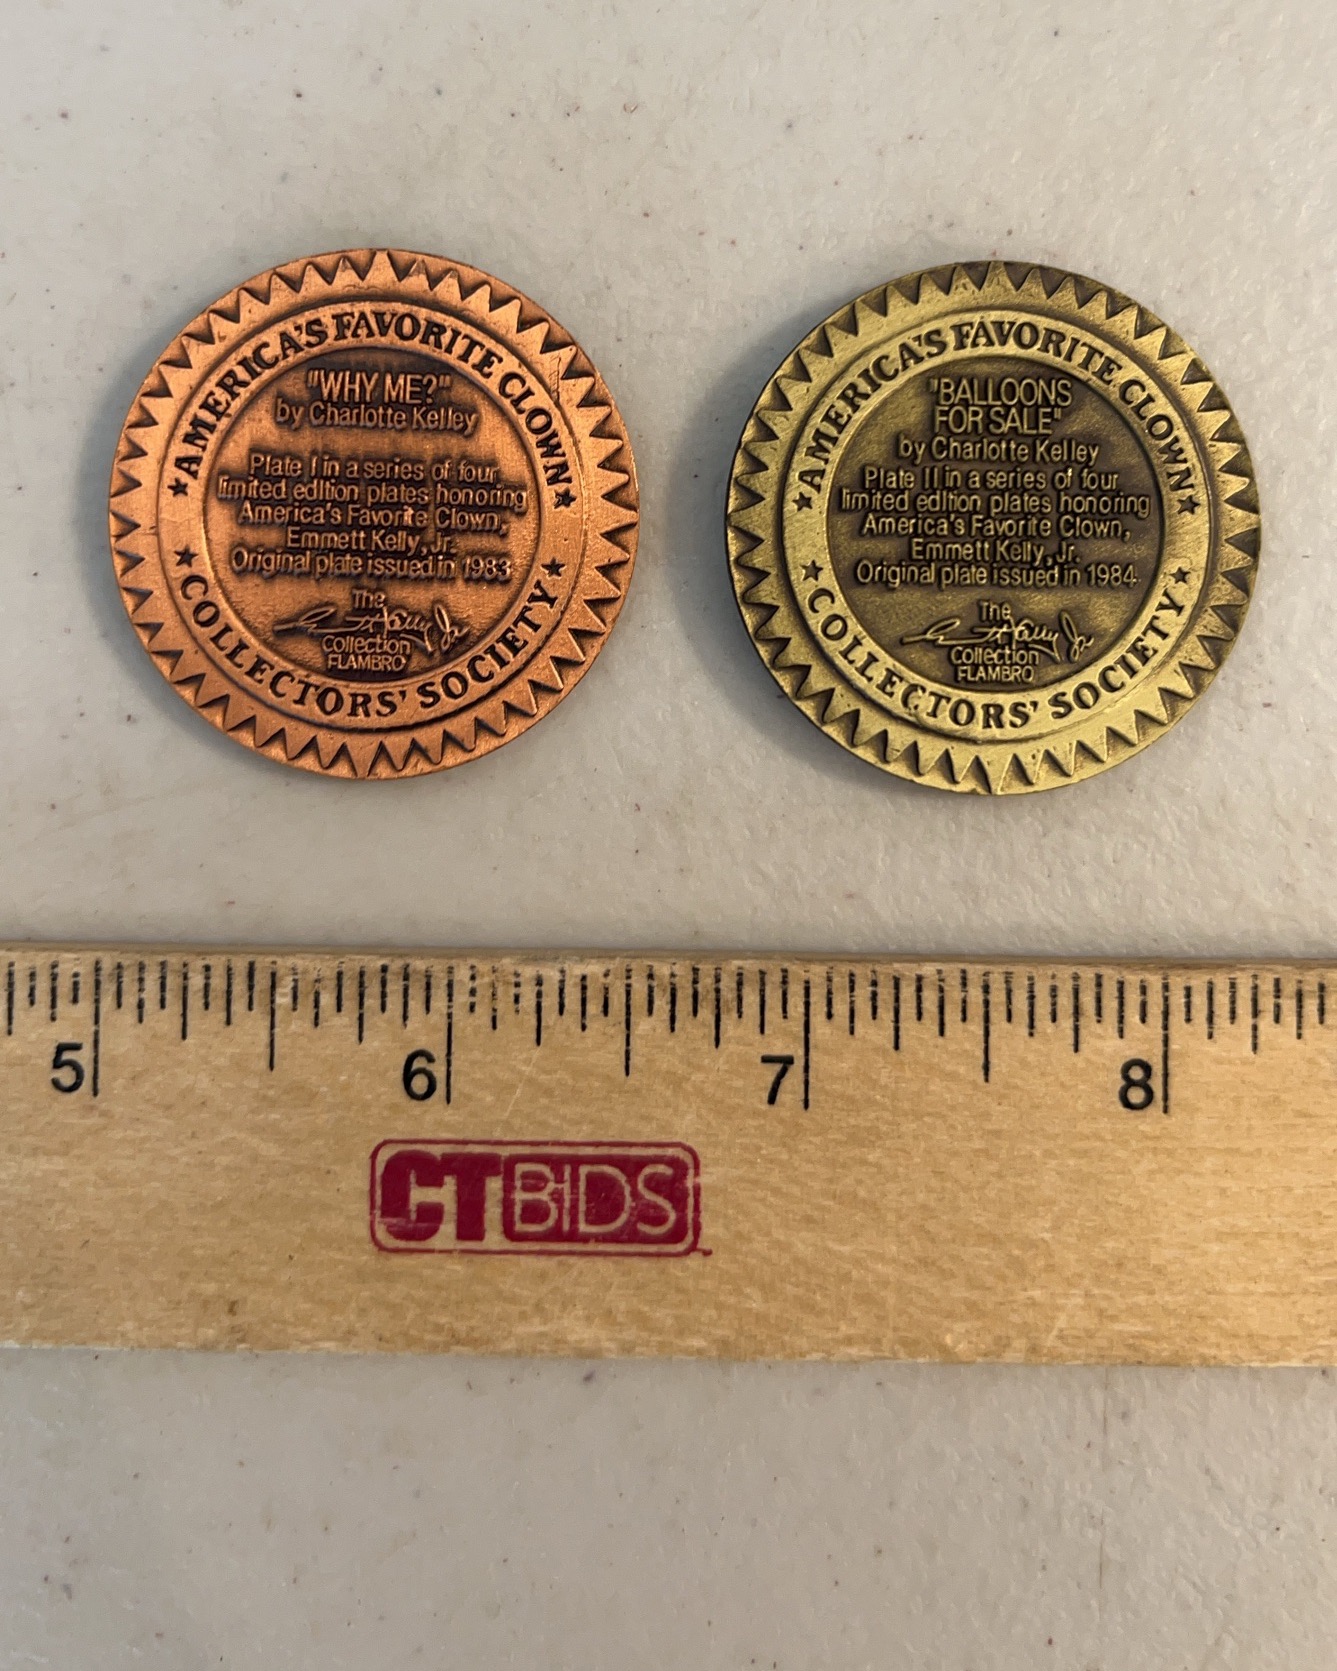 AMERICA'S FAVORITE CLOWN
"WHY ME?"
by Charlotte Kelley
Plate I in a series of four
limited edition plates honoring
America's Favorite Clown,
Emmett Kelly, Jr.
Original plate issued in 1983
The
Collection
FLAMBRO
COLLECTORS' SOCIETY
AMERICA'S FAVORITE CLOWN
"BALLOONS
FOR SALE"
by Charlotte Kelley
Plate II in a series of four
limited edition plates honoring
America's Favorite Clown,
Emmett Kelly, Jr.
Original plate issued in 1984
The
Collection
FLAMBRO
COLLECTORS' SOCIETY
5 6 7 8
CTBIDS